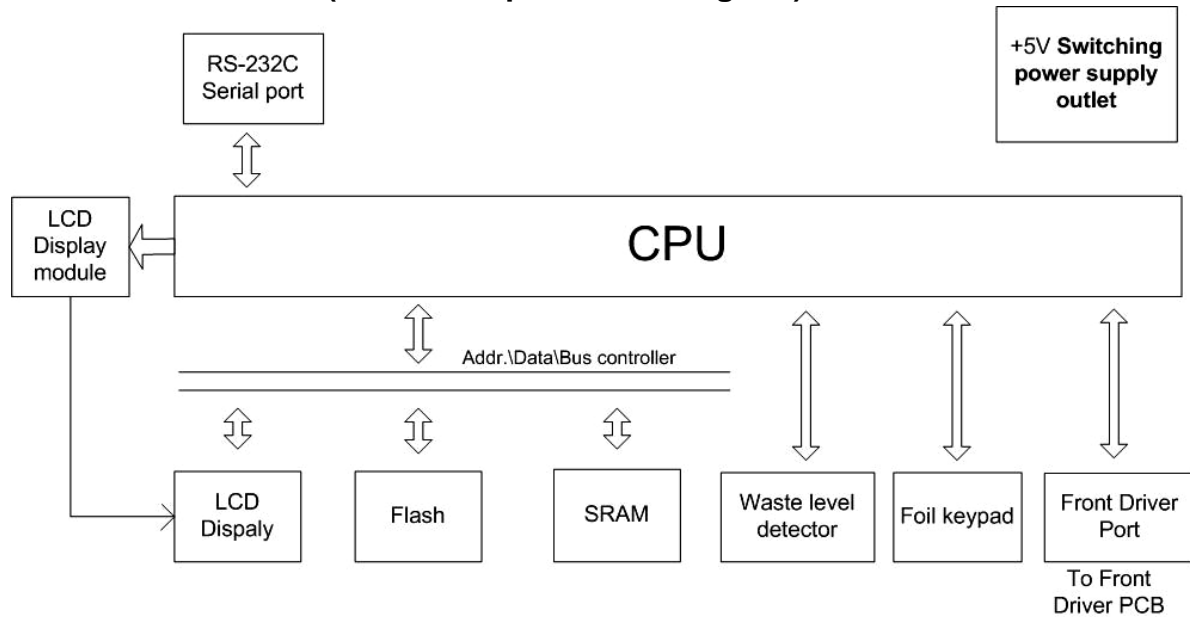 RS-232C
Serial port
+5V Switching
power supply
outlet
LCD
Display
module
CPU
Addr.\Data\Bus controller
LCD
Dispaly
Flash
SRAM
Waste level
detector
Foil keypad
Front Driver
Port
To Front
Driver PCB